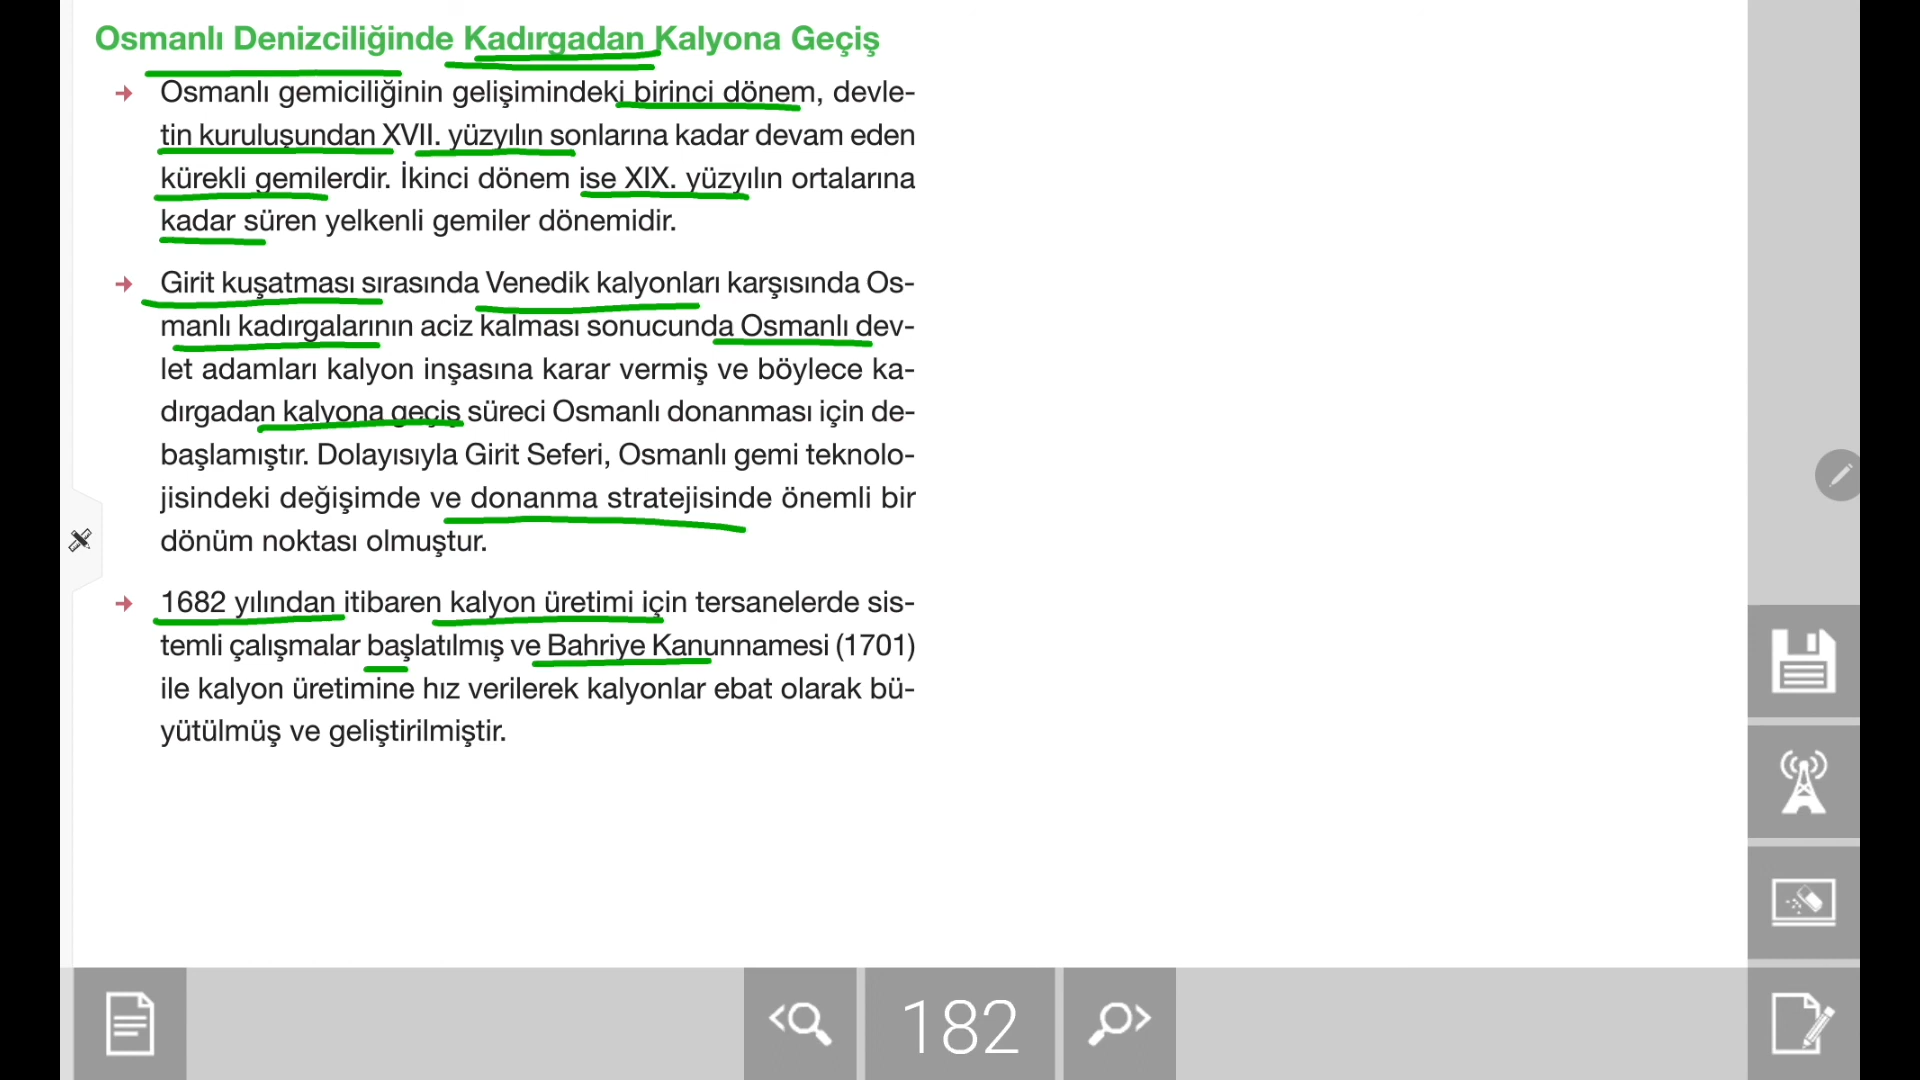 Osmanlı Denizciliğinde Kadırgadan Kalyona Geçiş
Osmanlı gemiciliğinin gelişimindeki birinci dönem, devle-
tin kuruluşundan XVII. yüzyılın sonlarına kadar devam eden
kürekli gemilerdir. İkinci dönem ise XIX. yüzyılın ortalarına
kadar süren yelkenli gemiler dönemidir.
Girit kuşatması sırasında Venedik kalyonları karşısında Os-
manlı kadırgalarının aciz kalması sonucunda Osmanlı dev-
let adamları kalyon inşasına karar vermiş ve böylece ka-
dırgadan kalyona geçiş süreci Osmanlı donanması için de-
başlamıştır. Dolayısıyla Girit Seferi, Osmanlı gemi teknolo-
jisindeki değişimde ve donanma stratejisinde önemli bir
dönüm noktası olmuştur.
1682 yılından itibaren kalyon üretimi için tersanelerde sis-
temli çalışmalar başlatılmış ve Bahriye Kanunnamesi (1701)
ile kalyon üretimine hız verilerek kalyonlar ebat olarak bü-
yütülmüş ve geliştirilmiştir.
182